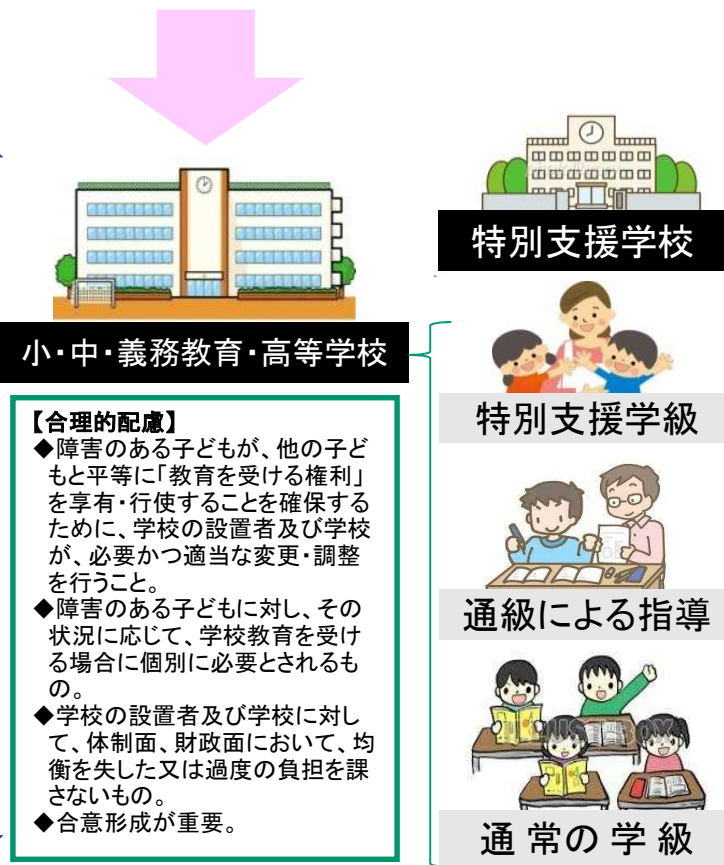 特別支援学校
小・中・義務教育・高等学校
【合理的配慮】
◆障害のある子どもが、他の子ど
もと平等に「教育を受ける権利」
を享有・行使することを確保する
ために、学校の設置者及び学校
が、必要かつ適当な変更・調整
を行うこと。
◆障害のある子どもに対し、その
状況に応じて、学校教育を受け
る場合に個別に必要とされるも
の。
◆学校の設置者及び学校に対し
て、体制面、財政面において、均
衡を失した又は過度の負担を課
さないもの。
◆合意形成が重要。
特別支援学級
通級による指導
通 常の 学 級